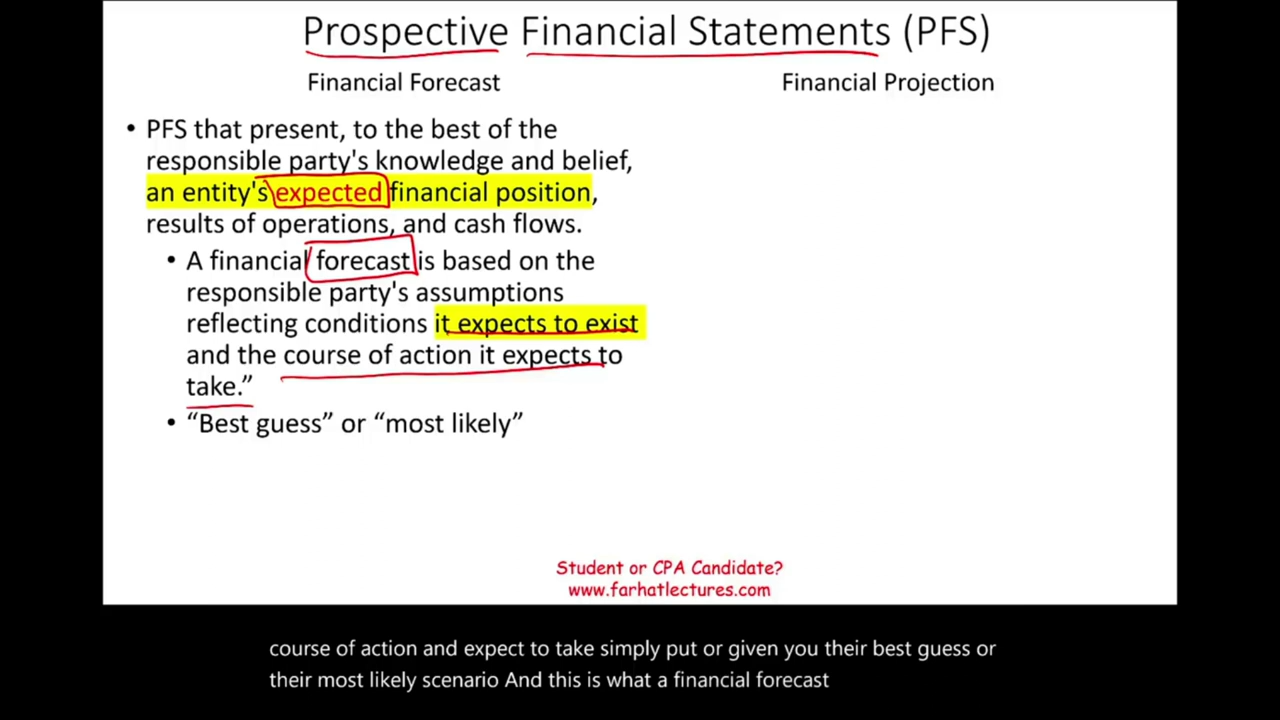 Prospective Financial Statements (PFS)
Financial Forecast
Financial Projection
• PFS that present, to the best of the
responsible party's knowledge and belief,
an entity's expected financial position,
results of operations, and cash flows.
• A financial forecast is based on the
responsible party's assumptions
reflecting conditions it expects to exist
and the course of action it expects to
take.”
• “Best guess” or “most likely”
Student or CPA Candidate?
www.farhatlectures.com
course of action and expect to take simply put or given you their best guess or
their most likely scenario And this is what a financial forecast